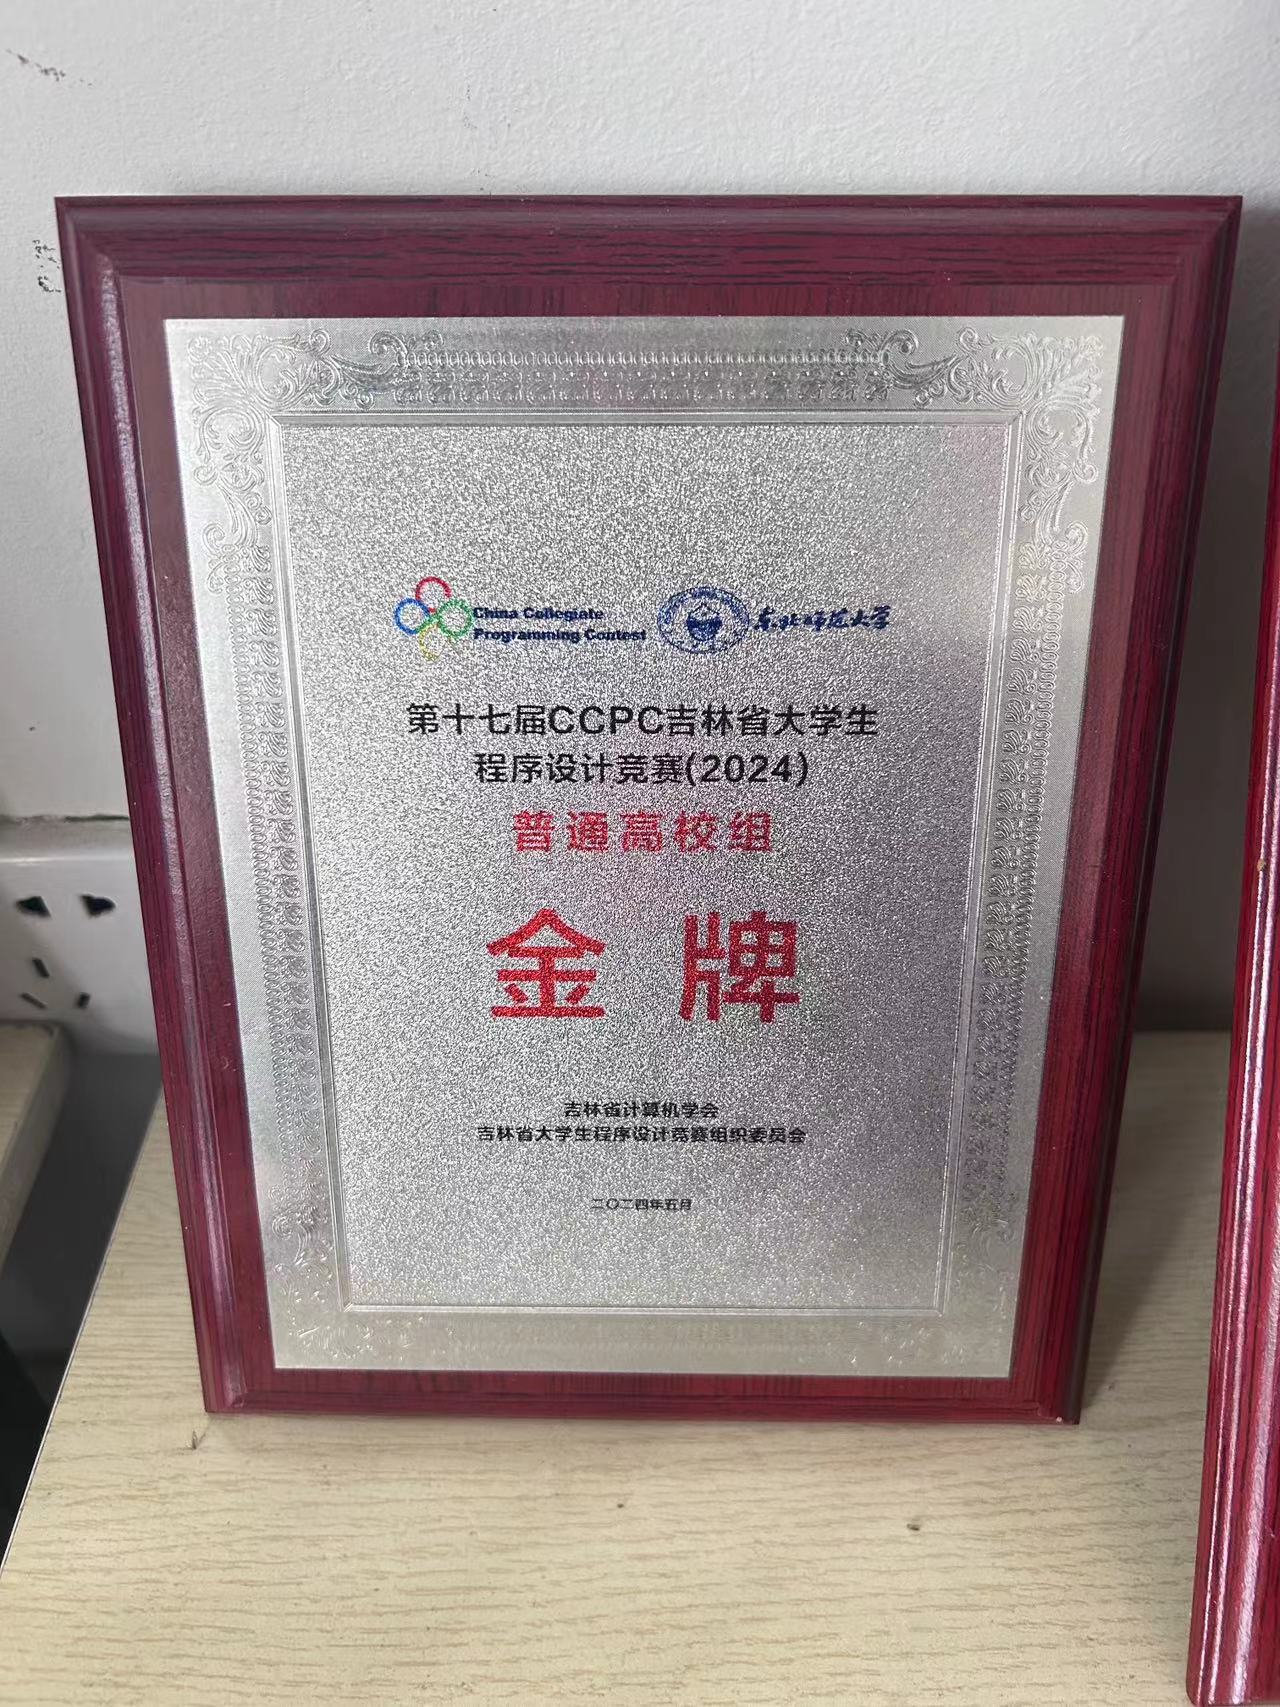 China Collegiate
Programming Contest
东北师范大学
第十七届CCPC吉林省大学生
程序设计竞赛(2024)
普通高校组
金牌
吉林省计算机学会
吉林省大学生程序设计竞赛组织委员会
二〇二四年五月